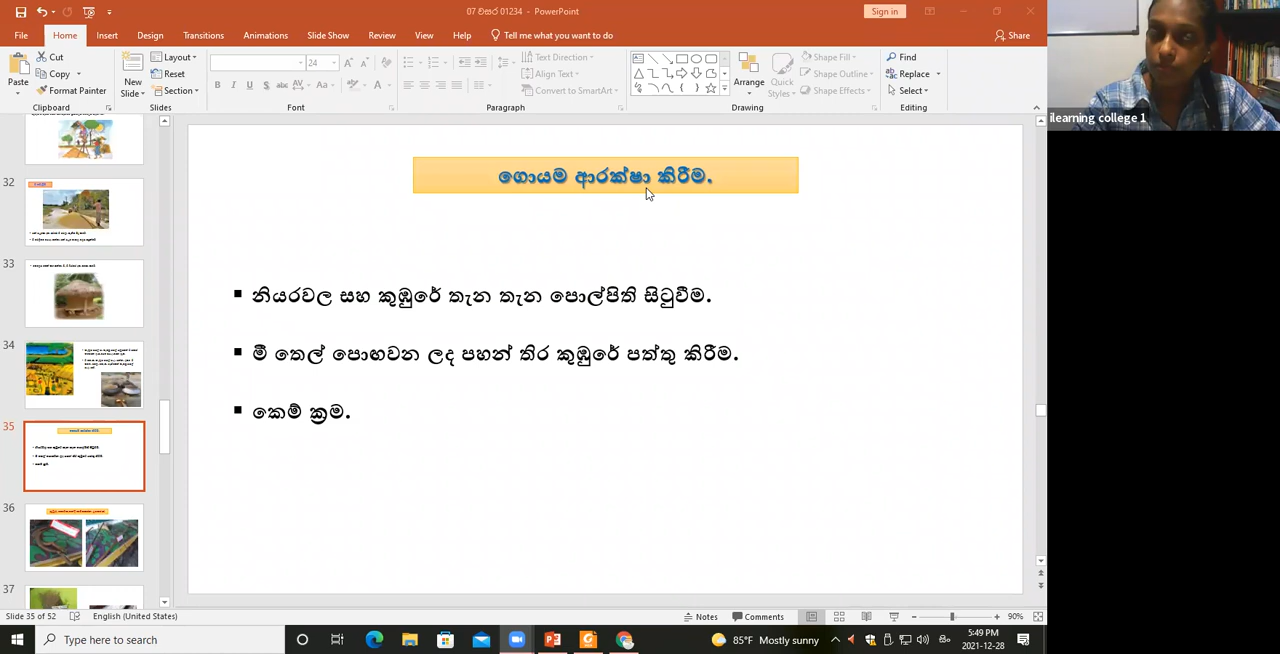 07 වසර 01234 - PowerPoint
Sign in
File Home Insert Design Transitions Animations Slide Show Review View Help Tell me what you want to do Share
Paste Cut Copy Format Painter Clipboard
New Slide Layout Reset Section Slides
24 Font
Text Direction Align Text Convert to SmartArt Paragraph
Arrange Quick Styles Shape Fill Shape Outline Shape Effects Drawing
Find Replace Select Editing
ilearning college 1
32
33
34
35
36
37
ගොයම ආරක්ෂා කිරීම.
නියරවල සහ කුඹුරේ තැන තැන පොල්පිති සිටුවීම.
මී තෙල් පොඟවන ලද පහන් තිර කුඹුරේ පත්තු කිරීම.
කෙම් ක්‍රම.
Slide 35 of 52 English (United States) Notes Comments 90%
Type here to search 85°F Mostly sunny 5:49 PM
2021-12-28